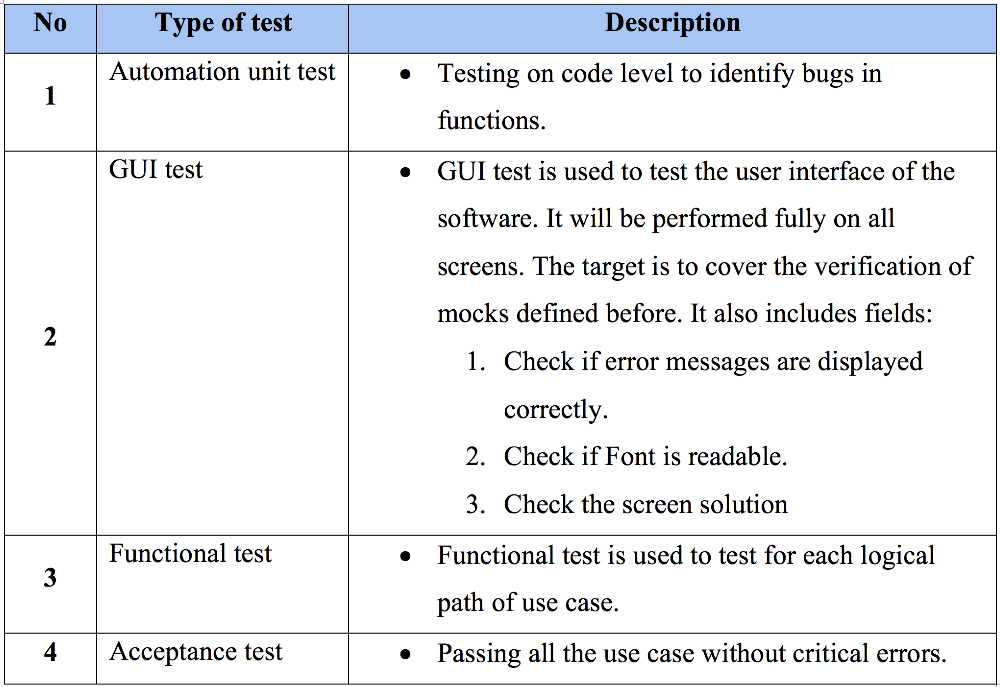 No Type of test Description
1 Automation unit test • Testing on code level to identify bugs in
functions.
2 GUI test • GUI test is used to test the user interface of the
software. It will be performed fully on all
screens. The target is to cover the verification of
mocks defined before. It also includes fields:
1. Check if error messages are displayed
correctly.
2. Check if Font is readable.
3. Check the screen solution
3 Functional test • Functional test is used to test for each logical
path of use case.
4 Acceptance test • Passing all the use case without critical errors.